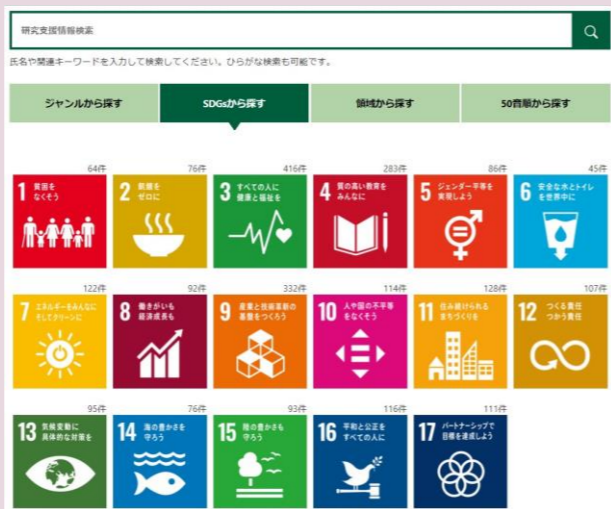 研究支援情報検索
氏名や関連キーワードを入力して検索してください。ひらがな検索も可能です。
ジャンルから探す
SDGsから探す
領域から探す
50音順から探す
64件
76件
416件
283件
86件
45件
1 貧困を
なくそう
2 飢餓を
ゼロに
3 すべての人に
健康と福祉を
4 質の高い教育を
みんなに
5 ジェンダー平等を
実現しよう
6 安全な水とトイレ
を世界中に
122件
92件
332件
114件
128件
107件
7 エネルギーをみんなに
そしてクリーンに
8 働きがいも
経済成長も
9 産業と技術革新の
基盤をつくろう
10 人や国の不平等
をなくそう
11 住み続けられる
まちづくりを
12 つくる責任
つかう責任
95件
76件
93件
116件
111件
13 気候変動に
具体的な対策を
14 海の豊かさを
守ろう
15 陸の豊かさも
守ろう
16 平和と公正を
すべての人に
17 パートナーシップで
目標を達成しよう